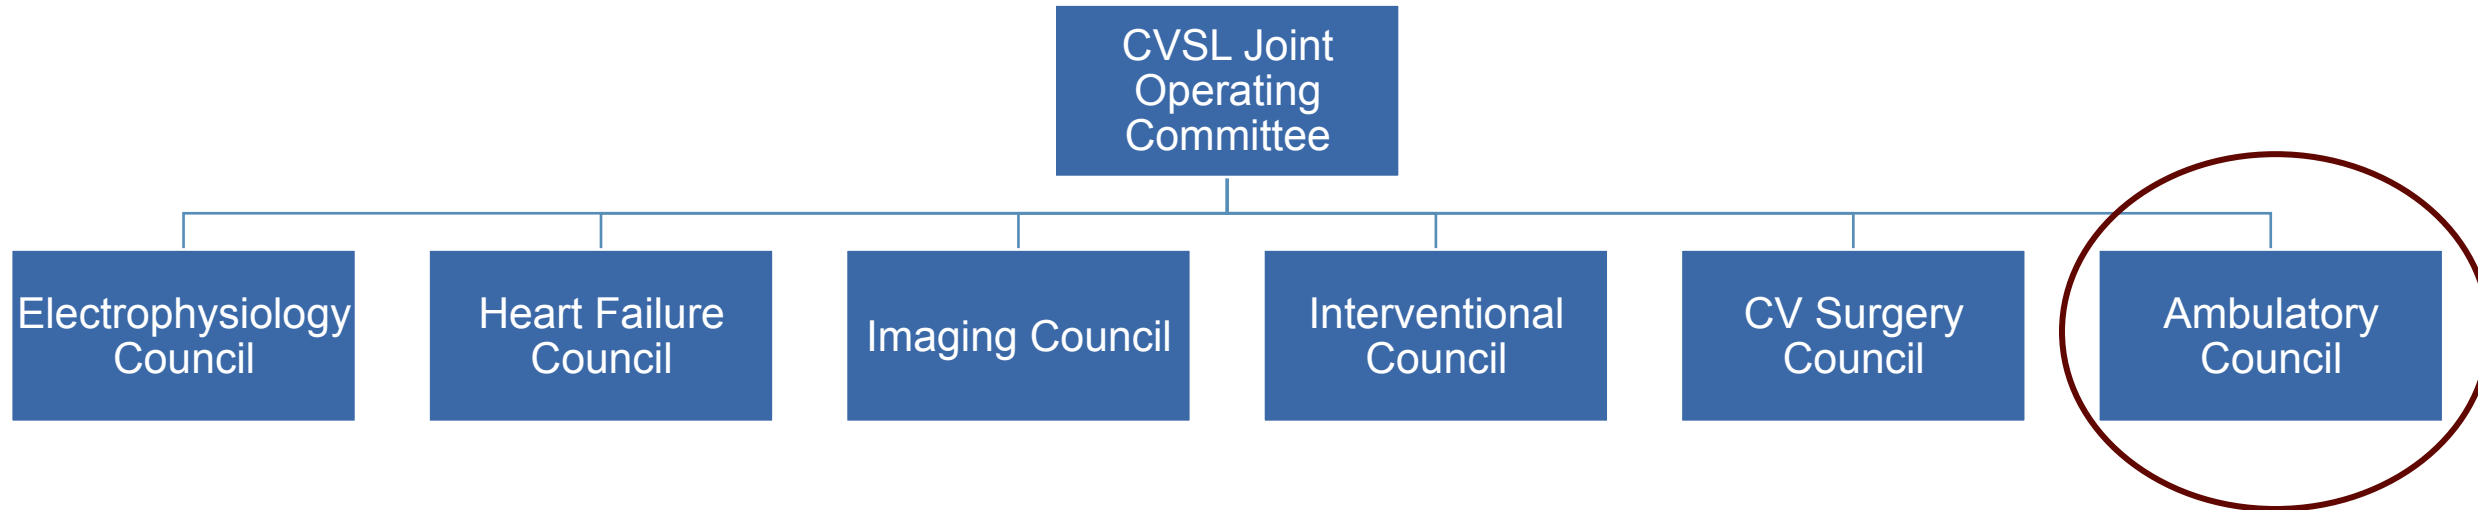 CVSL Joint
Operating
Committee
Electrophysiology
Council
Heart Failure
Council
Imaging Council
Interventional
Council
CV Surgery
Council
Ambulatory
Council